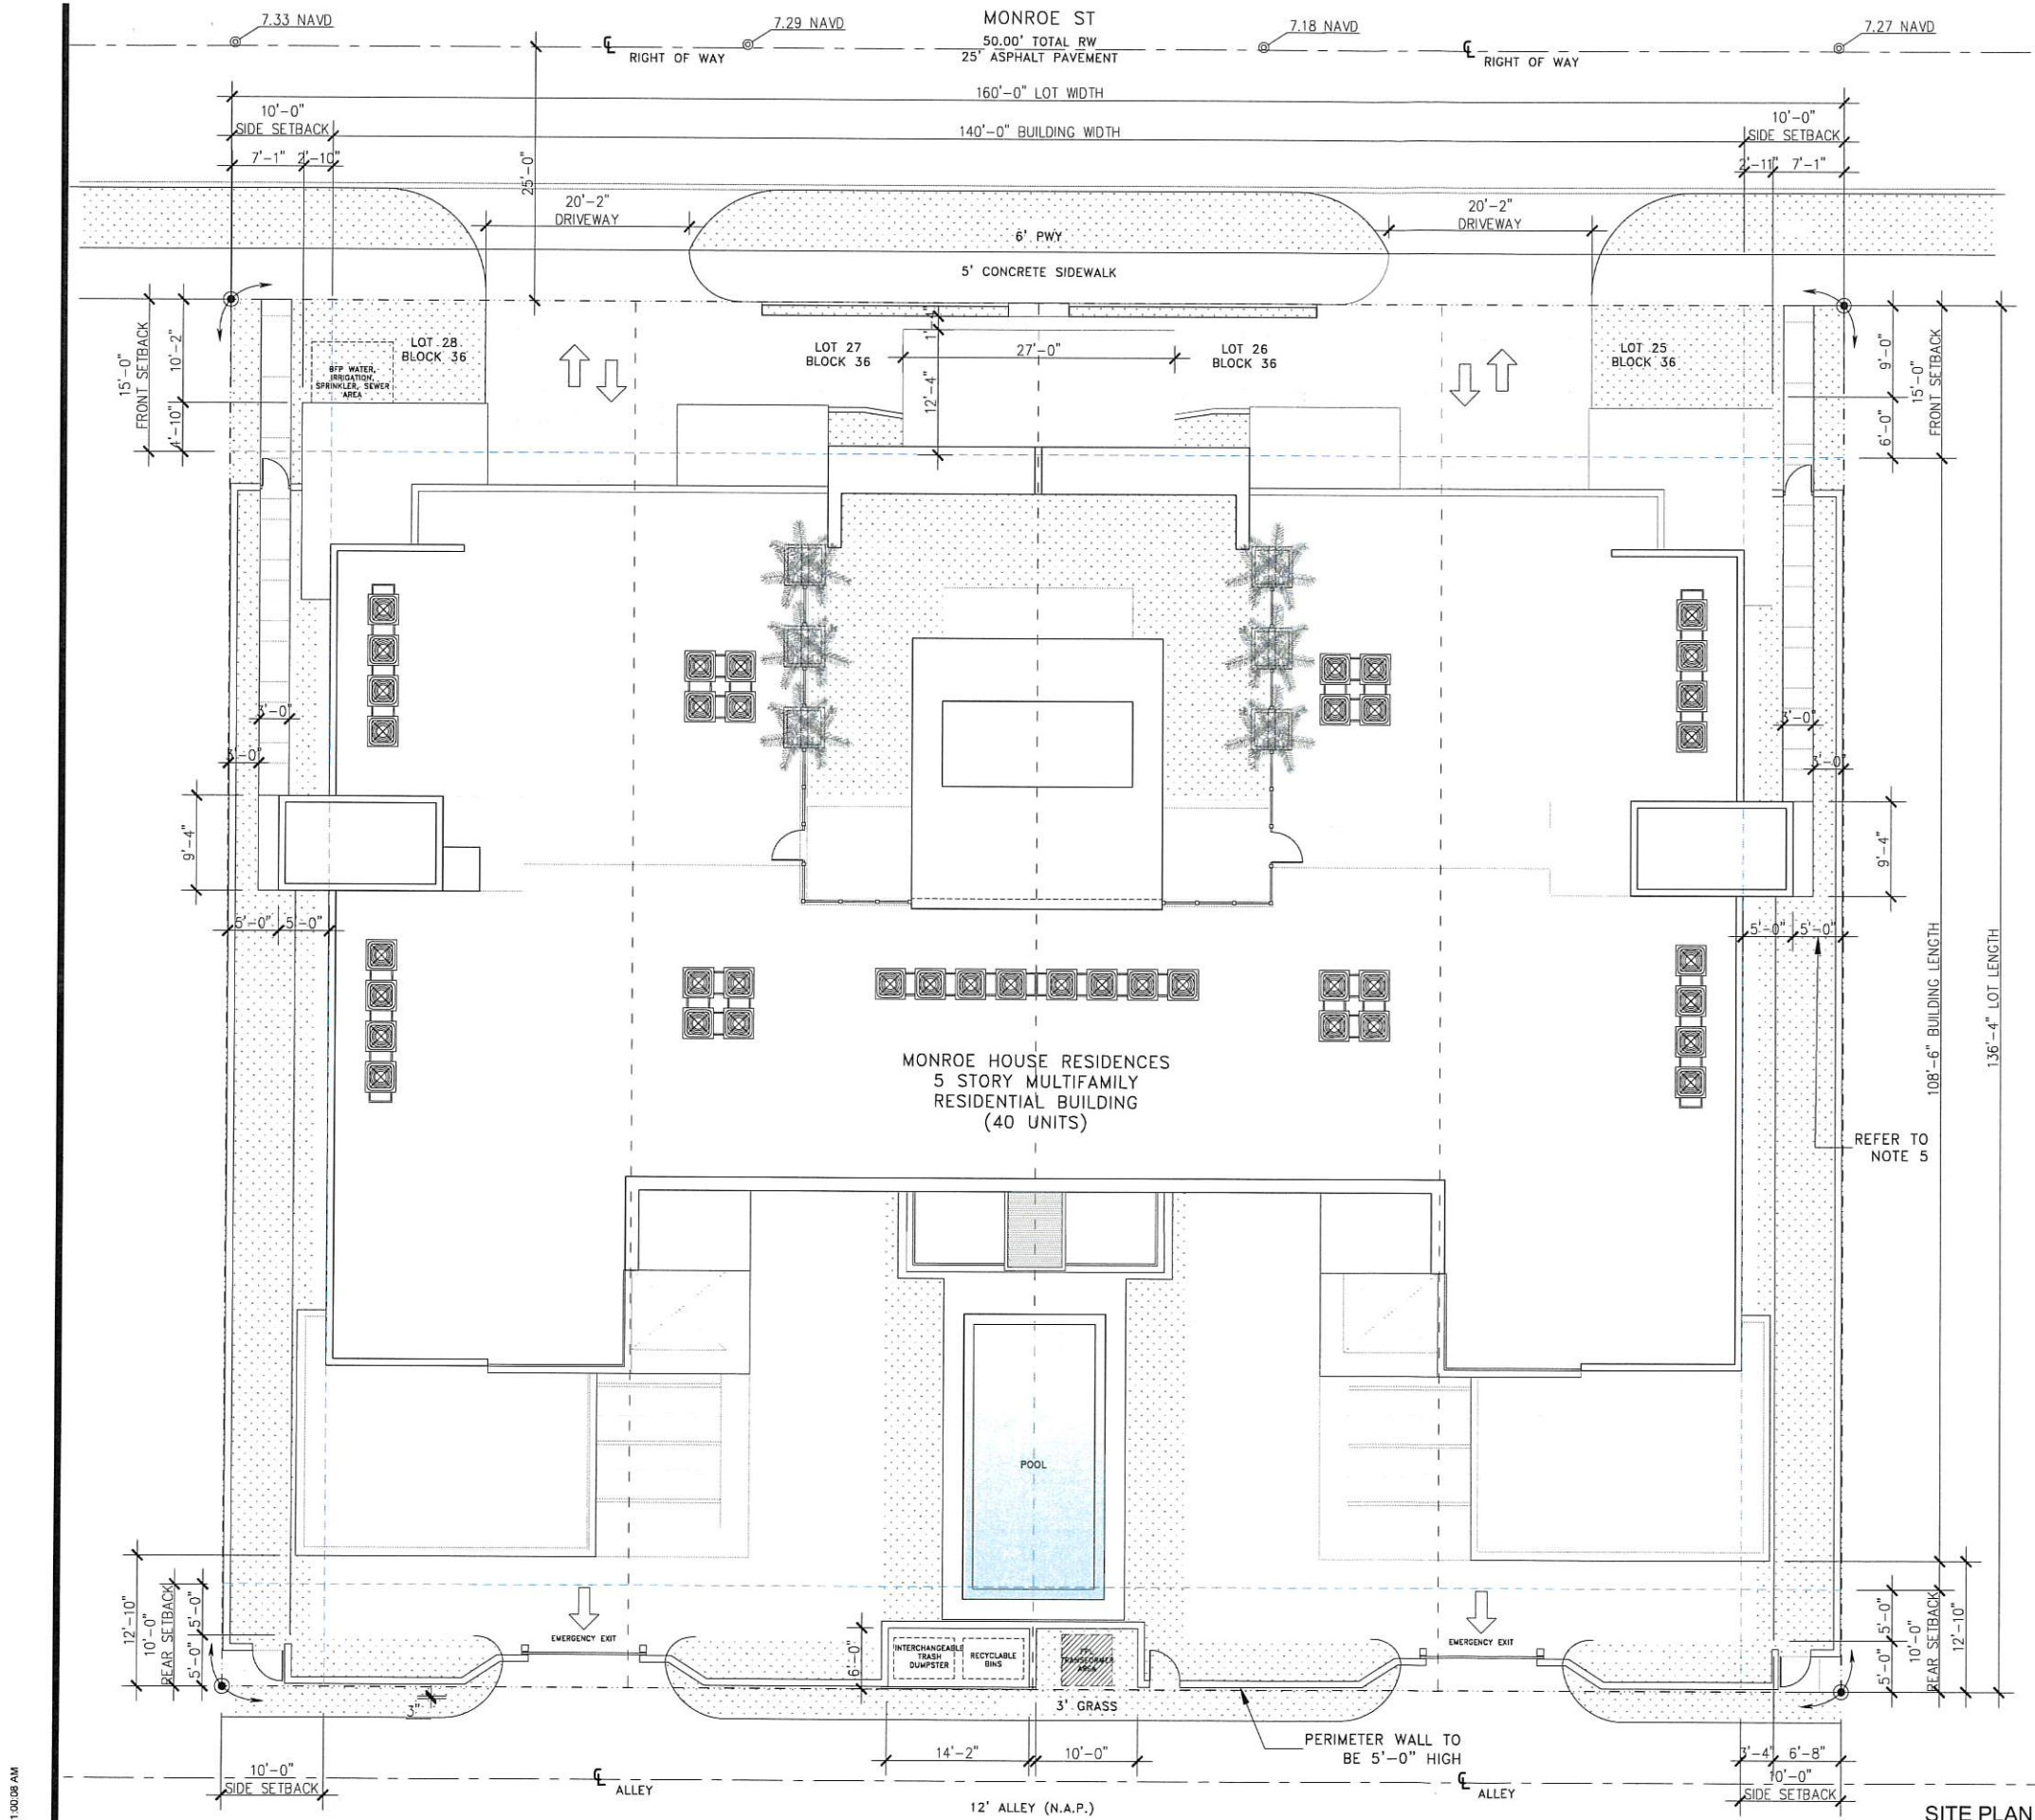 7.33 NAVD
7.29 NAVD
MONROE ST
7.18 NAVD
7.27 NAVD
50.00' TOTAL RW
25' ASPHALT PAVEMENT
℄
RIGHT OF WAY
℄
RIGHT OF WAY
160'-0" LOT WIDTH
10'-0"
SIDE SETBACK
140'-0" BUILDING WIDTH
10'-0"
SIDE SETBACK
7'-1"
2'-10"
25'-0"
2'-11"
7'-1"
20'-2"
DRIVEWAY
20'-2"
DRIVEWAY
6' PWY
5' CONCRETE SIDEWALK
15'-0"
FRONT SETBACK
10'-2"
4'-10"
LOT 28
BLOCK 36
BFP WATER,
IRRIGATION,
SPRINKLER, SEWER
AREA
LOT 27
BLOCK 36
27'-0"
12'-4"
LOT 26
BLOCK 36
LOT 25
BLOCK 36
9'-0"
6'-0"
15'-0"
FRONT SETBACK
3'-0"
3'-0"
3'-0"
3'-0"
9'-4"
9'-4"
5'-0"
5'-0"
5'-0"
5'-0"
108'-6" BUILDING LENGTH
136'-4" LOT LENGTH
MONROE HOUSE RESIDENCES
5 STORY MULTIFAMILY
RESIDENTIAL BUILDING
(40 UNITS)
REFER TO
NOTE 5
POOL
12'-10"
10'-0"
REAR SETBACK
5'-0"
5'-0"
EMERGENCY EXIT
6'-0"
INTERCHANGEABLE
TRASH
DUMPSTER
RECYCLABLE
BINS
TRANSFORMER
AREA
EMERGENCY EXIT
5'-0"
5'-0"
10'-0"
REAR SETBACK
12'-10"
3"
3' GRASS
PERIMETER WALL TO
BE 5'-0" HIGH
14'-2"
10'-0"
3'-4"
6'-8"
10'-0"
SIDE SETBACK
℄
ALLEY
℄
ALLEY
10'-0"
SIDE SETBACK
12' ALLEY (N.A.P.)
SITE PLAN
1:00:08 AM